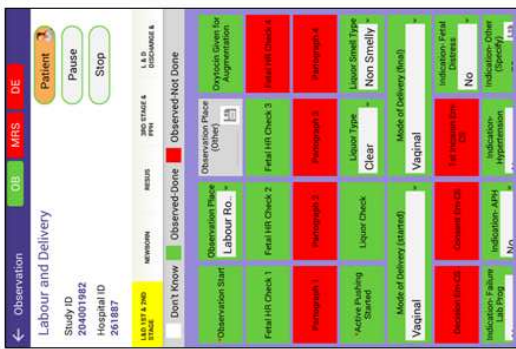 ← Observation
OB
MRS
DE
Labour and Delivery
Study ID
204001982
Hospital ID
261887
Patient
Pause
Stop
L&D 1ST & 2ND
STAGE
NEWBORN
RESUS
3RD STAGE &
PPH
L & D
DISCHARGE &
Don't Know
Observed-Done
Observed-Not Done
*Observation Start
Observation Place
Labour Ro..
Observation Place
(Other)
Oxytocin Given for
Augmentation
Fetal HR Check 1
Fetal HR Check 2
Fetal HR Check 3
Fetal HR Check 4
Partograph 1
Partograph 2
Partograph 3
Partograph 4
*Active Pushing
Started
Liquor Check
Liquor Type
Clear
Liquor Smell Type
Non Smelly
Mode of Delivery (started)
Vaginal
Mode of Delivery (final)
Vaginal
Decision Em-CS
Consent Em-CS
1st Incision Em-
CS
Indication- Fetal
Distress
No
Indication- Failure
Lab Prog
Indication- APH
No
Indication-
Hypertension
Indication- Other
(Specify)